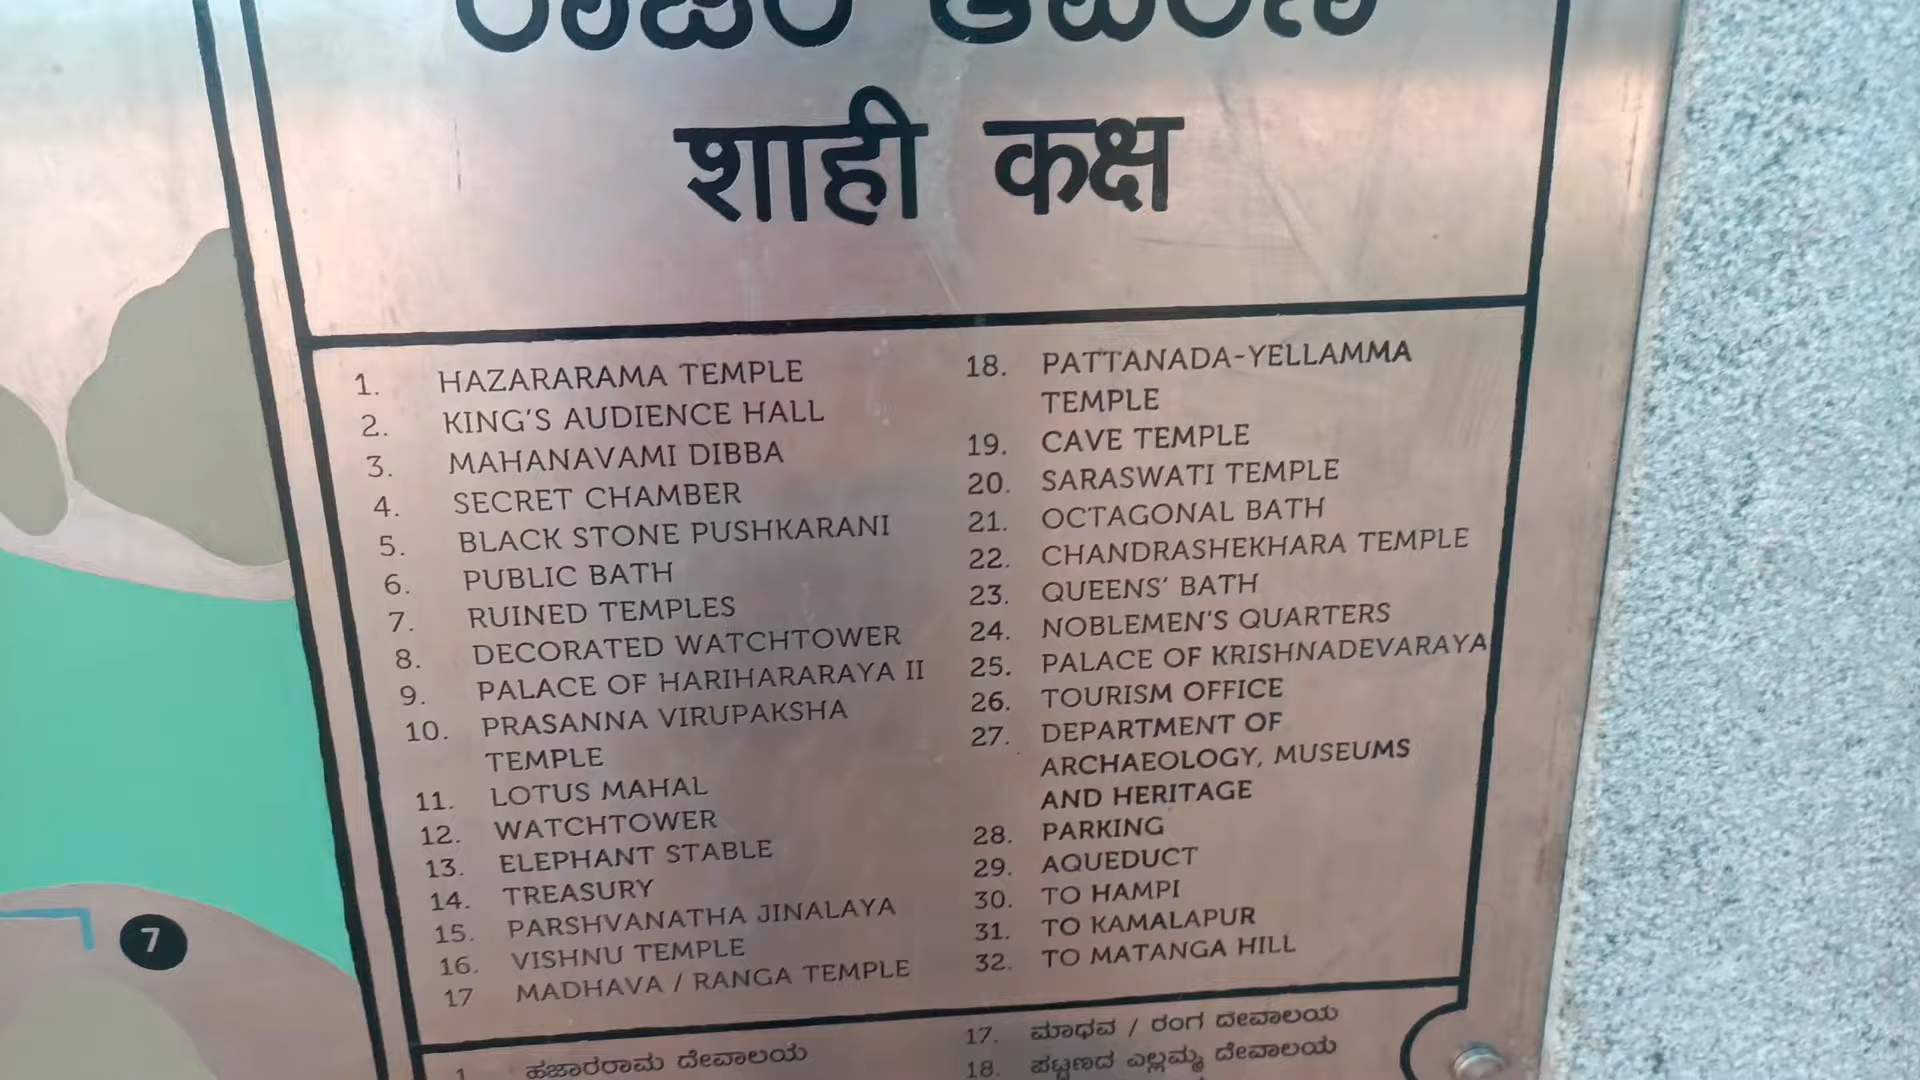 ರಾಜರ ಆವರಣ
शाही कक्ष
1. HAZARARAMA TEMPLE
2. KING'S AUDIENCE HALL
3. MAHANAVAMI DIBBA
4. SECRET CHAMBER
5. BLACK STONE PUSHKARANI
6. PUBLIC BATH
7. RUINED TEMPLES
8. DECORATED WATCHTOWER
9. PALACE OF HARIHARARAYA II
10. PRASANNA VIRUPAKSHA
TEMPLE
11. LOTUS MAHAL
12. WATCHTOWER
13. ELEPHANT STABLE
14. TREASURY
15. PARSHVANATHA JINALAYA
16. VISHNU TEMPLE
17 MADHAVA / RANGA TEMPLE
18. PATTANADA-YELLAMMA
TEMPLE
19. CAVE TEMPLE
20. SARASWATI TEMPLE
21. OCTAGONAL BATH
22. CHANDRASHEKHARA TEMPLE
23. QUEENS' BATH
24. NOBLEMEN'S QUARTERS
25. PALACE OF KRISHNADEVARAYA
26. TOURISM OFFICE
27. DEPARTMENT OF
ARCHAEOLOGY, MUSEUMS
AND HERITAGE
28. PARKING
29. AQUEDUCT
30. TO HAMPI
31. TO KAMALAPUR
32. TO MATANGA HILL
1 ಹಜಾರರಾಮ ದೇವಾಲಯ
17. ಮಾಧವ / ರಂಗ ದೇವಾಲಯ
18. ಪಟ್ಟಣದ ಎಲ್ಲಮ್ಮ ದೇವಾಲಯ
7